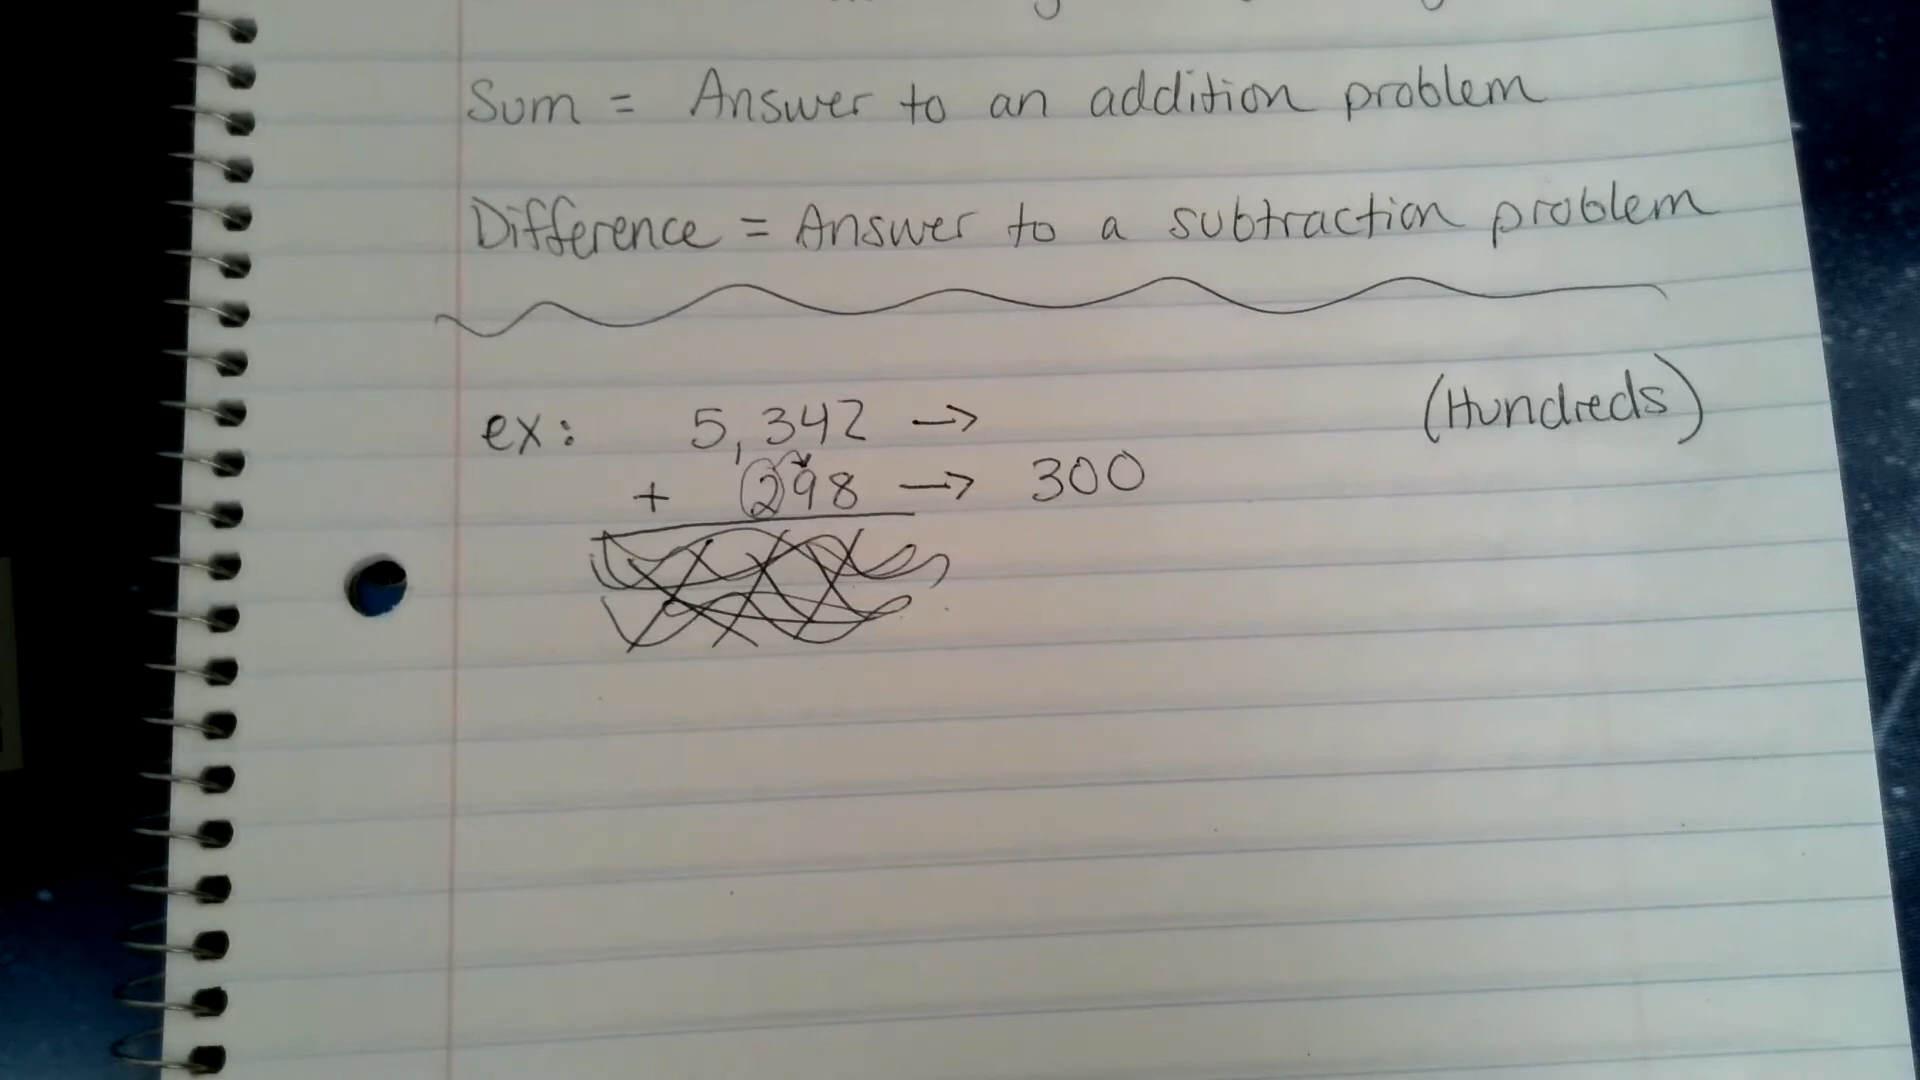 Sum = Answer to an addition problem
Difference = Answer to a subtraction problem
ex: 5,342 → (Hundreds)
+ 298 → 300